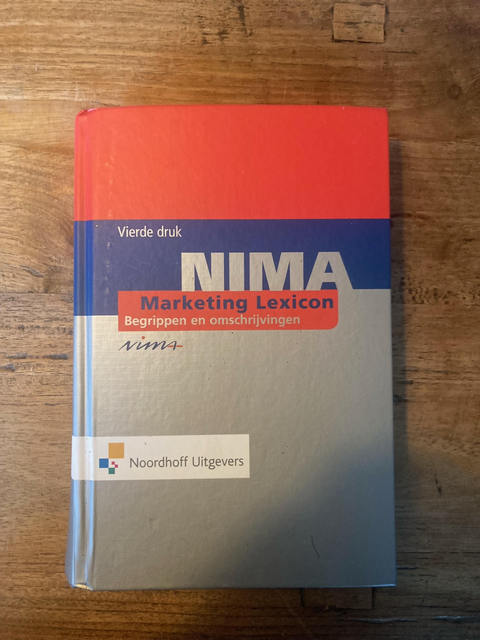 Vierde druk
NIMA
Marketing Lexicon
Begrippen en omschrijvingen
nima
Noordhoff Uitgevers